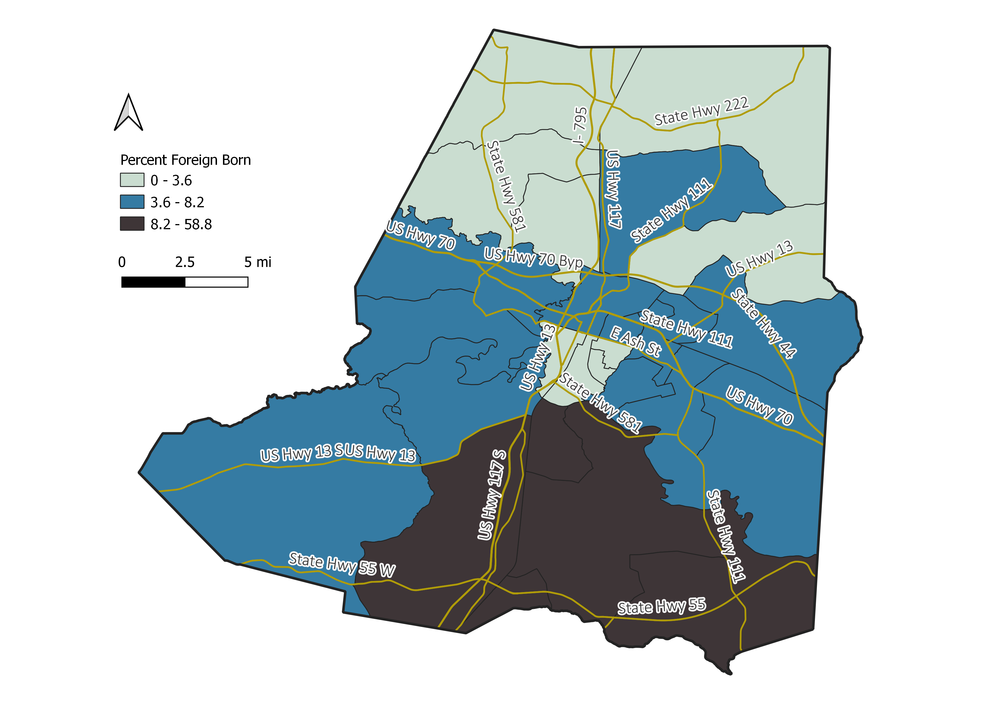 State Hwy 222
I- 795
Percent Foreign Born
0 - 3.6
3.6 - 8.2
8.2 - 58.8
0 2.5 5 mi
State Hwy 581
US Hwy 117
State Hwy 111
US Hwy 70
US Hwy 70 Byp
US Hwy 13
State Hwy 44
State Hwy 111
E Ash St
US Hwy 13
State Hwy 581
US Hwy 70
US Hwy 13 SUS Hwy 13
US Hwy 117 S
State Hwy 111
State Hwy 55 W
State Hwy 55